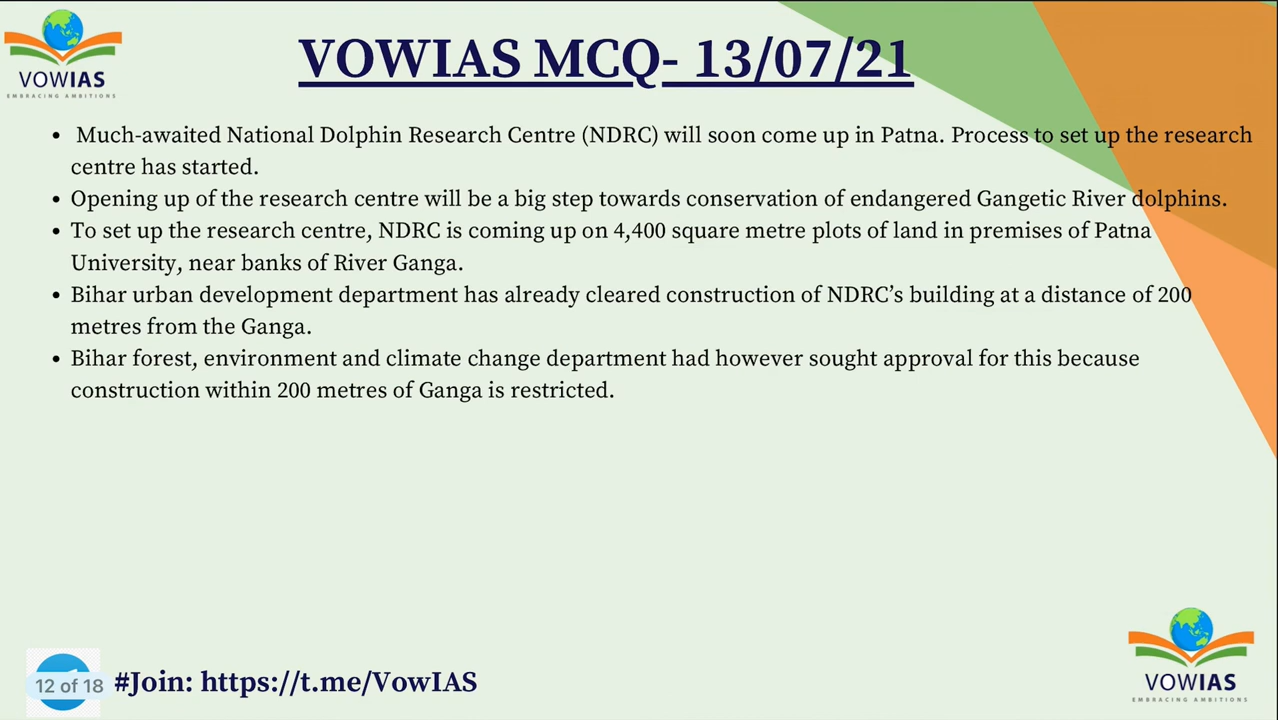 VOWIAS
EMBRACING AMBITIONS
VOWIAS MCQ- 13/07/21
• Much-awaited National Dolphin Research Centre (NDRC) will soon come up in Patna. Process to set up the research
centre has started.
• Opening up of the research centre will be a big step towards conservation of endangered Gangetic River dolphins.
• To set up the research centre, NDRC is coming up on 4,400 square metre plots of land in premises of Patna
University, near banks of River Ganga.
• Bihar urban development department has already cleared construction of NDRC’s building at a distance of 200
metres from the Ganga.
• Bihar forest, environment and climate change department had however sought approval for this because
construction within 200 metres of Ganga is restricted.
12 of 18
#Join: https://t.me/VowIAS
VOWIAS
EMBRACING AMBITIONS